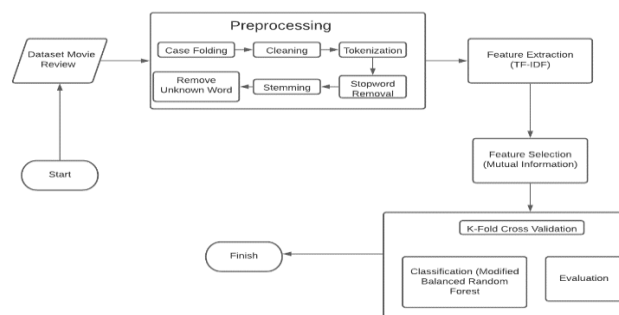 Preprocessing
Dataset Movie
Review
Case Folding
Cleaning
Tokenization
Remove
Unknown Word
Stemming
Stopword
Removal
Feature Extraction
(TF-IDF)
Feature Selection
(Mutual Information)
Start
K-Fold Cross Validation
Finish
Classification (Modified
Balanced Random
Forest
Evaluation